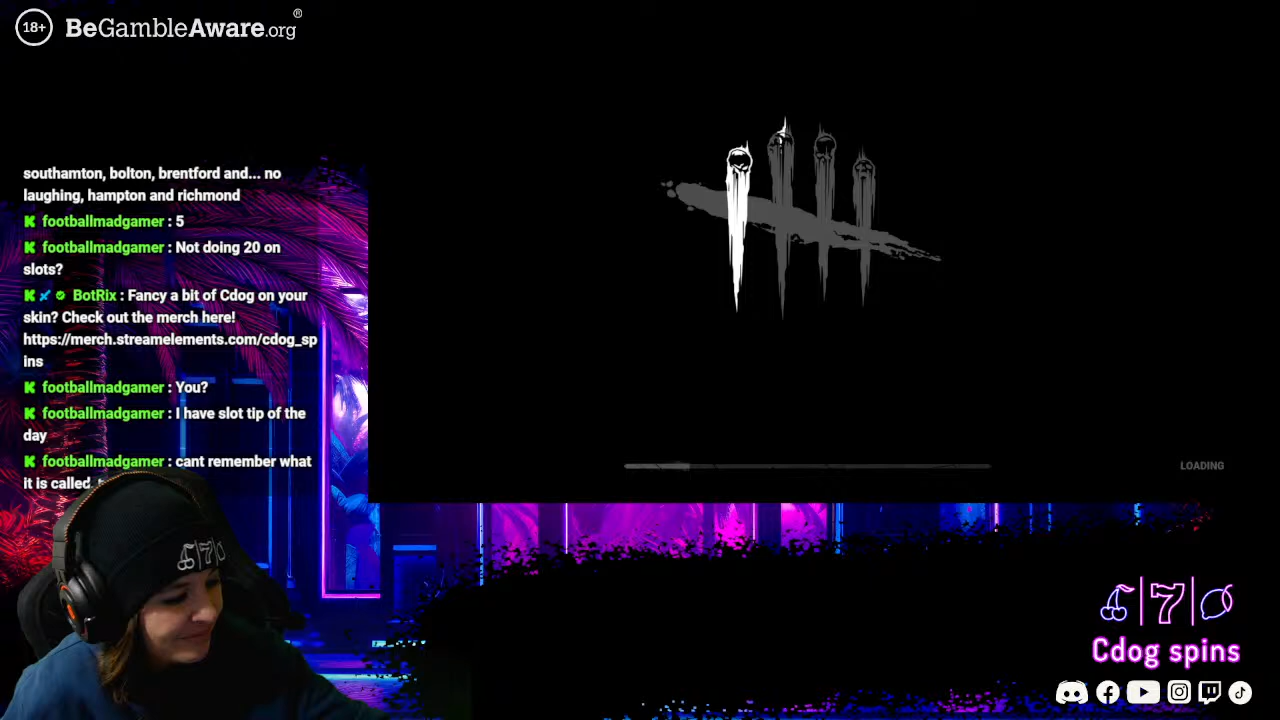 18+ BeGambleAware.org®
southamton, bolton, brentford and... no
laughing, hampton and richmond
footballmadgamer : 5
footballmadgamer : Not doing 20 on
slots?
BotRix : Fancy a bit of Cdog on your
skin? Check out the merch here!
https://merch.streamelements.com/cdog_sp
ins
footballmadgamer : You?
footballmadgamer : I have slot tip of the
day
footballmadgamer : cant remember what
it is called,
LOADING
7
7
Cdog spins